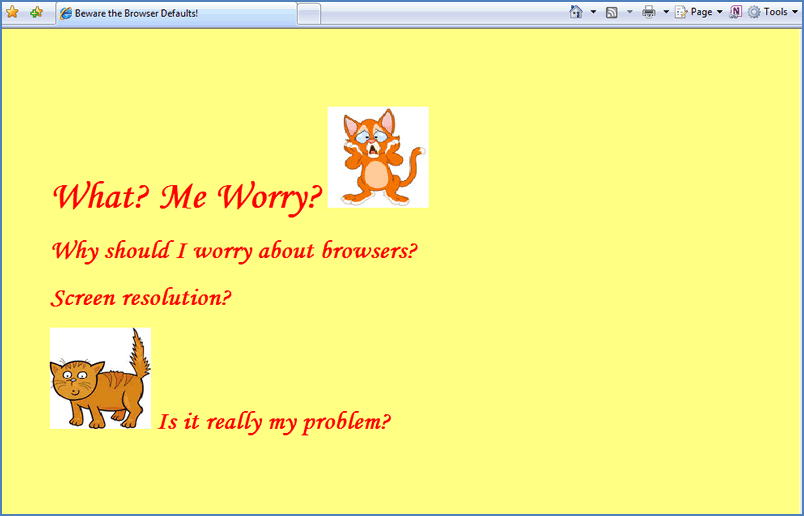 Beware the Browser Defaults!
Page
Tools
What? Me Worry?
Why should I worry about browsers?
Screen resolution?
Is it really my problem?